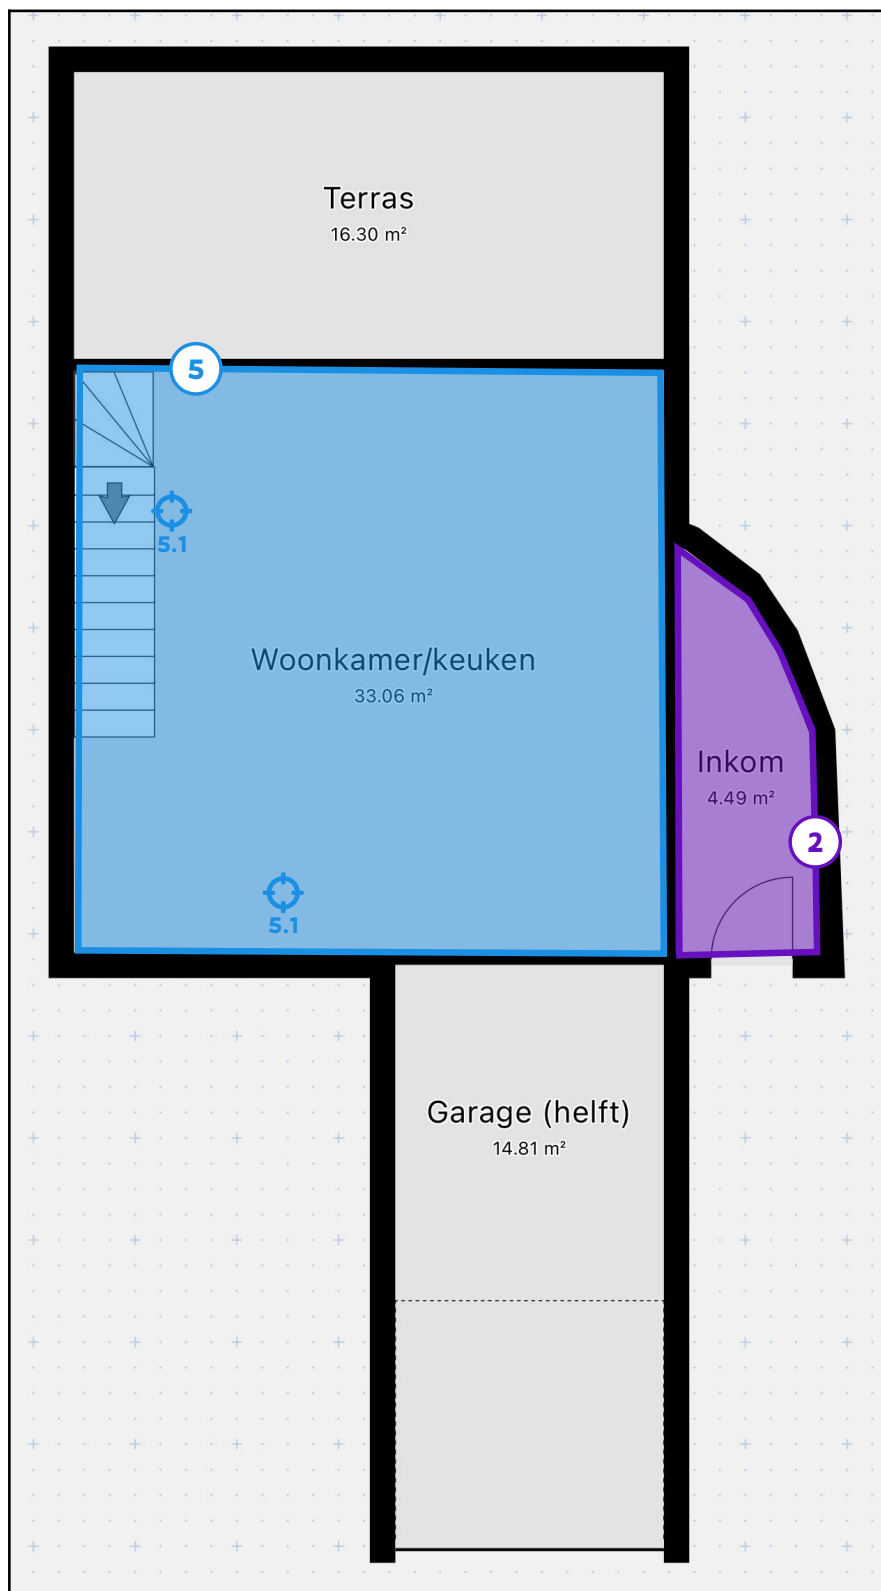 Terras
16.30 m²
5
5.1
Woonkamer/keuken
33.06 m²
Inkom
4.49 m²
2
5.1
Garage (helft)
14.81 m²